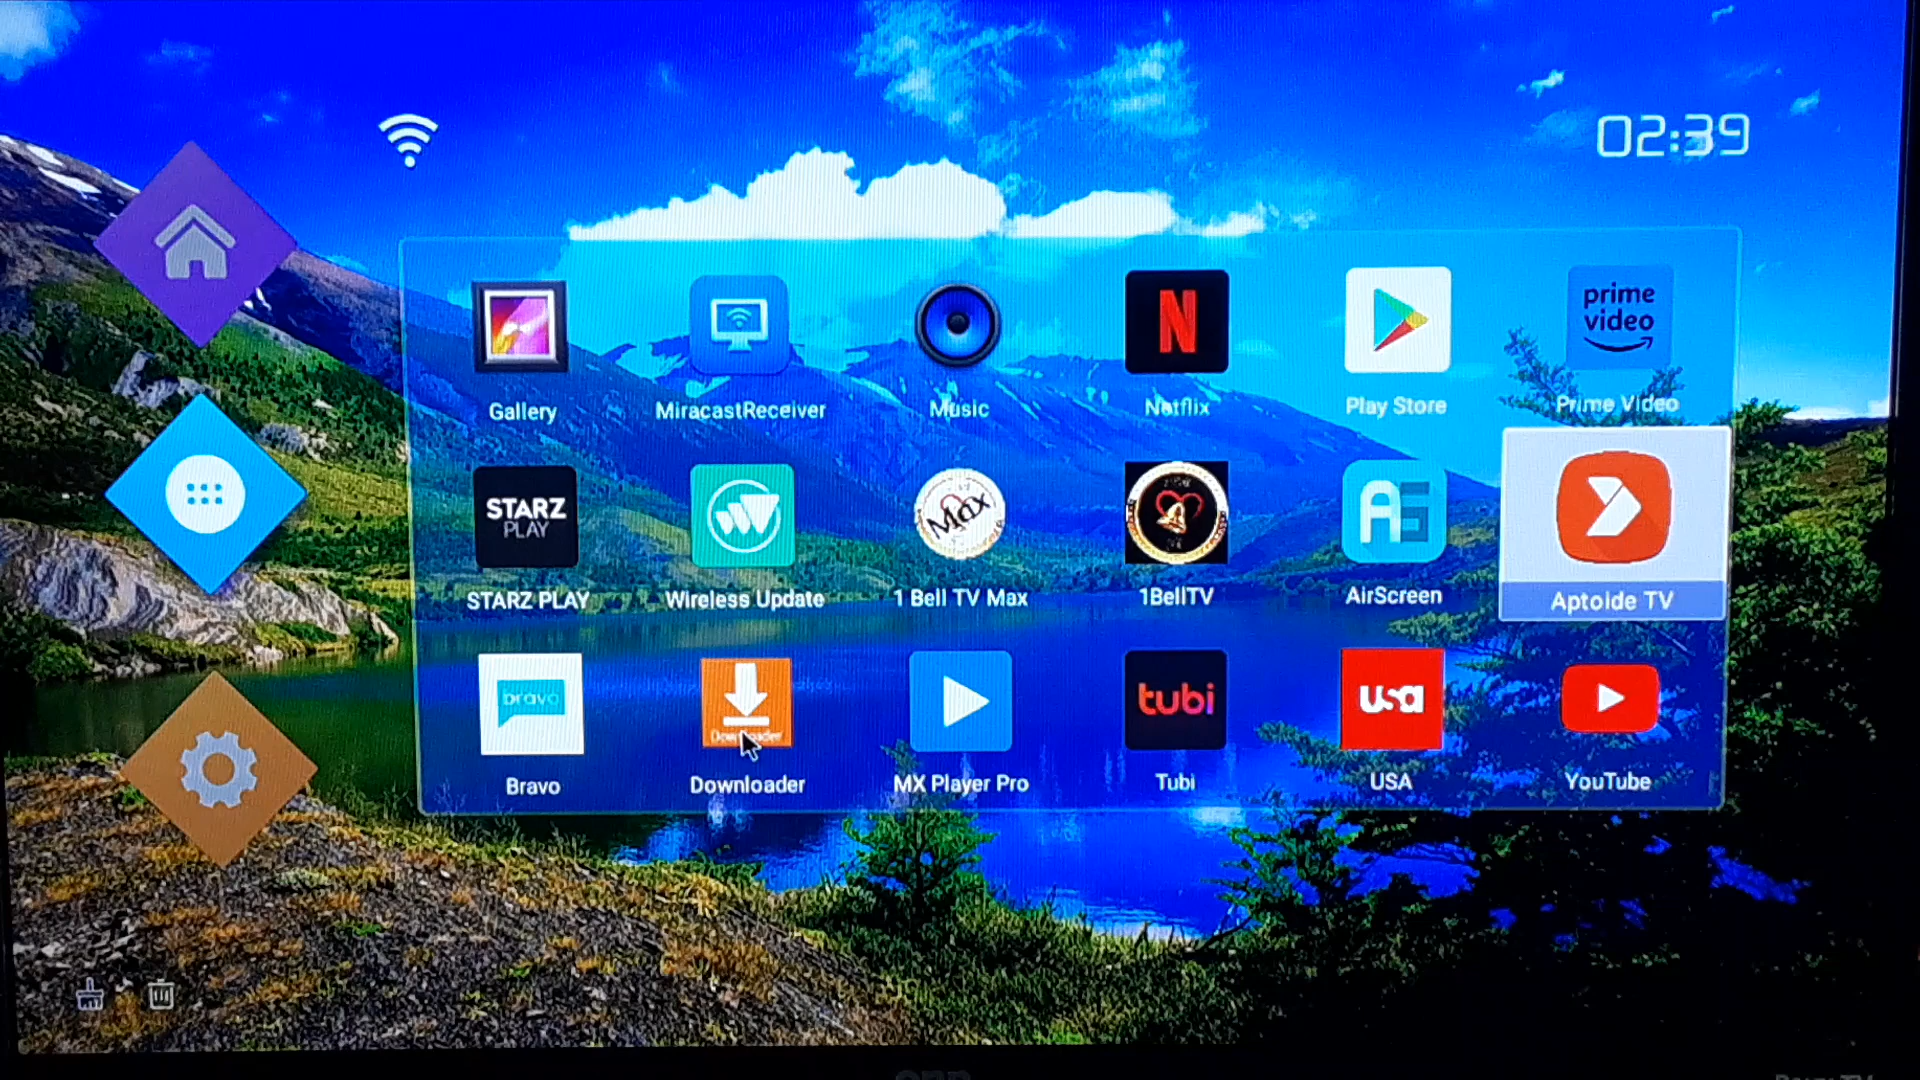 02:39
prime
video
Gallery
MiracastReceiver
Music
Netflix
Play Store
Prime Video
STARZ
PLAY
Max
AS
STARZ PLAY
Wireless Update
1 Bell TV Max
1BellTV
AirScreen
Aptoide TV
bravo
Downloader
tubi
usa
Bravo
Downloader
MX Player Pro
Tubi
USA
YouTube